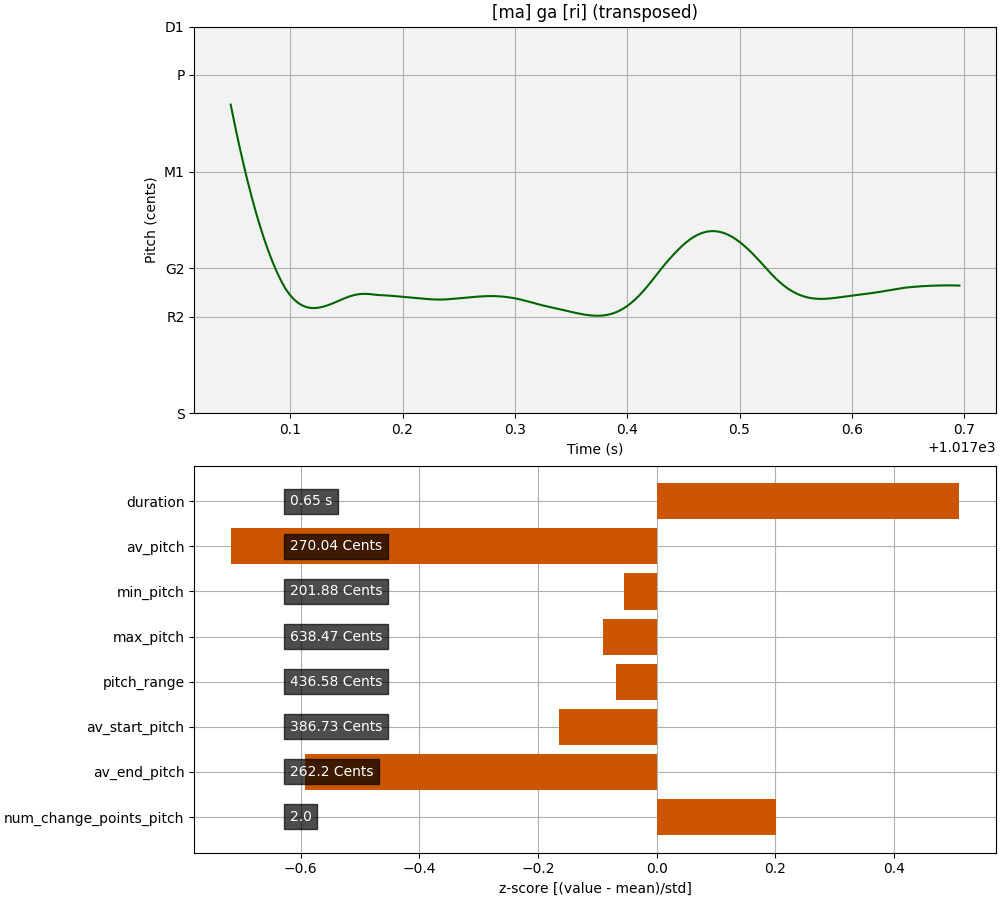 [ma] ga [ri] (transposed)
D1
P
M1
G2
R2
S
Pitch (cents)
0.1 0.2 0.3 0.4 0.5 0.6 0.7
+1.017e3
Time (s)
duration 0.65 s
av_pitch 270.04 Cents
min_pitch 201.88 Cents
max_pitch 638.47 Cents
pitch_range 436.58 Cents
av_start_pitch 386.73 Cents
av_end_pitch 262.2 Cents
num_change_points_pitch 2.0
−0.6 −0.4 −0.2 0.0 0.2 0.4
z-score [(value - mean)/std]